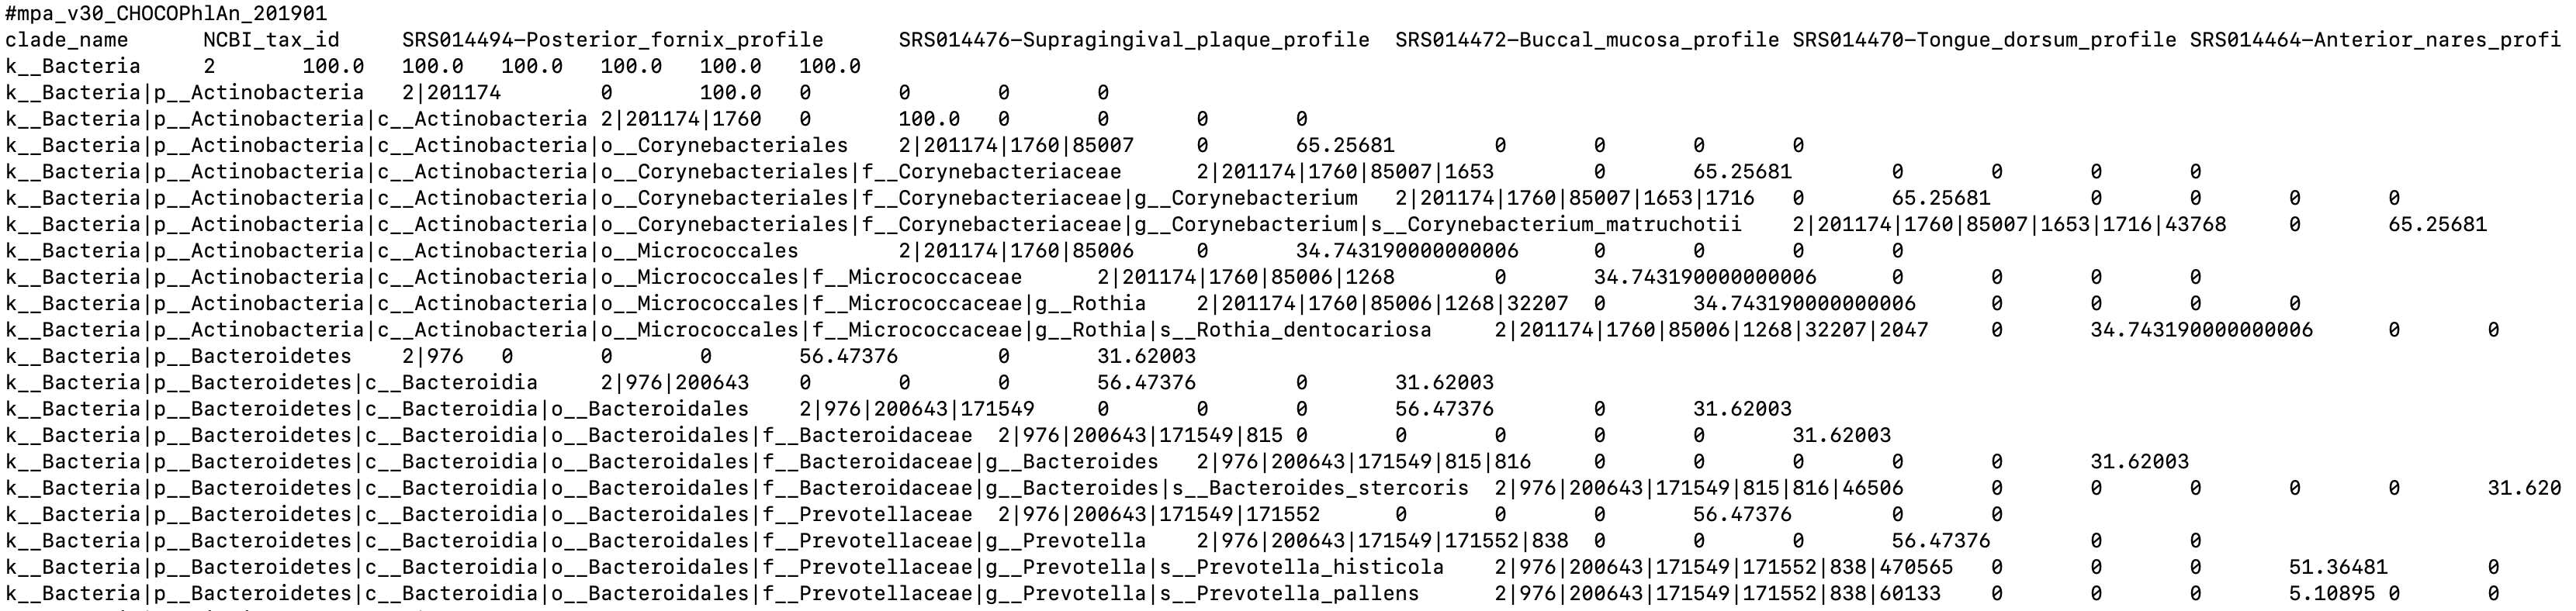 #mpa_v30_CHOCOPhlAn_201901
clade_name	NCBI_tax_id	SRS014494-Posterior_fornix_profile	SRS014476-Supragingival_plaque_profile	SRS014472-Buccal_mucosa_profile	SRS014470-Tongue_dorsum_profile	SRS014464-Anterior_nares_profi
k__Bacteria	2	100.0	100.0	100.0	100.0	100.0	100.0
k__Bacteria|p__Actinobacteria	2|201174	0	100.0	0	0	0	0
k__Bacteria|p__Actinobacteria|c__Actinobacteria	2|201174|1760	0	100.0	0	0	0	0
k__Bacteria|p__Actinobacteria|c__Actinobacteria|o__Corynebacteriales	2|201174|1760|85007	0	65.25681	0	0	0	0
k__Bacteria|p__Actinobacteria|c__Actinobacteria|o__Corynebacteriales|f__Corynebacteriaceae	2|201174|1760|85007|1653	0	65.25681	0	0	0	0
k__Bacteria|p__Actinobacteria|c__Actinobacteria|o__Corynebacteriales|f__Corynebacteriaceae|g__Corynebacterium	2|201174|1760|85007|1653|1716	0	65.25681	0	0	0	0
k__Bacteria|p__Actinobacteria|c__Actinobacteria|o__Corynebacteriales|f__Corynebacteriaceae|g__Corynebacterium|s__Corynebacterium_matruchotii	2|201174|1760|85007|1653|1716|43768	0	65.25681
k__Bacteria|p__Actinobacteria|c__Actinobacteria|o__Micrococcales	2|201174|1760|85006	0	34.743190000000006	0	0	0	0
k__Bacteria|p__Actinobacteria|c__Actinobacteria|o__Micrococcales|f__Micrococcaceae	2|201174|1760|85006|1268	0	34.743190000000006	0	0	0	0
k__Bacteria|p__Actinobacteria|c__Actinobacteria|o__Micrococcales|f__Micrococcaceae|g__Rothia	2|201174|1760|85006|1268|32207	0	34.743190000000006	0	0	0	0
k__Bacteria|p__Actinobacteria|c__Actinobacteria|o__Micrococcales|f__Micrococcaceae|g__Rothia|s__Rothia_dentocariosa	2|201174|1760|85006|1268|32207|2047	0	34.743190000000006	0	0
k__Bacteria|p__Bacteroidetes	2|976	0	0	0	56.47376	0	31.62003
k__Bacteria|p__Bacteroidetes|c__Bacteroidia	2|976|200643	0	0	0	56.47376	0	31.62003
k__Bacteria|p__Bacteroidetes|c__Bacteroidia|o__Bacteroidales	2|976|200643|171549	0	0	0	56.47376	0	31.62003
k__Bacteria|p__Bacteroidetes|c__Bacteroidia|o__Bacteroidales|f__Bacteroidaceae	2|976|200643|171549|815	0	0	0	0	0	31.62003
k__Bacteria|p__Bacteroidetes|c__Bacteroidia|o__Bacteroidales|f__Bacteroidaceae|g__Bacteroides	2|976|200643|171549|815|816	0	0	0	0	0	31.62003
k__Bacteria|p__Bacteroidetes|c__Bacteroidia|o__Bacteroidales|f__Bacteroidaceae|g__Bacteroides|s__Bacteroides_stercoris	2|976|200643|171549|815|816|46506	0	0	0	0	0	31.620
k__Bacteria|p__Bacteroidetes|c__Bacteroidia|o__Bacteroidales|f__Prevotellaceae	2|976|200643|171549|171552	0	0	0	56.47376	0	0
k__Bacteria|p__Bacteroidetes|c__Bacteroidia|o__Bacteroidales|f__Prevotellaceae|g__Prevotella	2|976|200643|171549|171552|838	0	0	0	56.47376	0	0
k__Bacteria|p__Bacteroidetes|c__Bacteroidia|o__Bacteroidales|f__Prevotellaceae|g__Prevotella|s__Prevotella_histicola	2|976|200643|171549|171552|838|470565	0	0	0	51.36481	0
k__Bacteria|p__Bacteroidetes|c__Bacteroidia|o__Bacteroidales|f__Prevotellaceae|g__Prevotella|s__Prevotella_pallens	2|976|200643|171549|171552|838|60133	0	0	0	5.10895	0	0